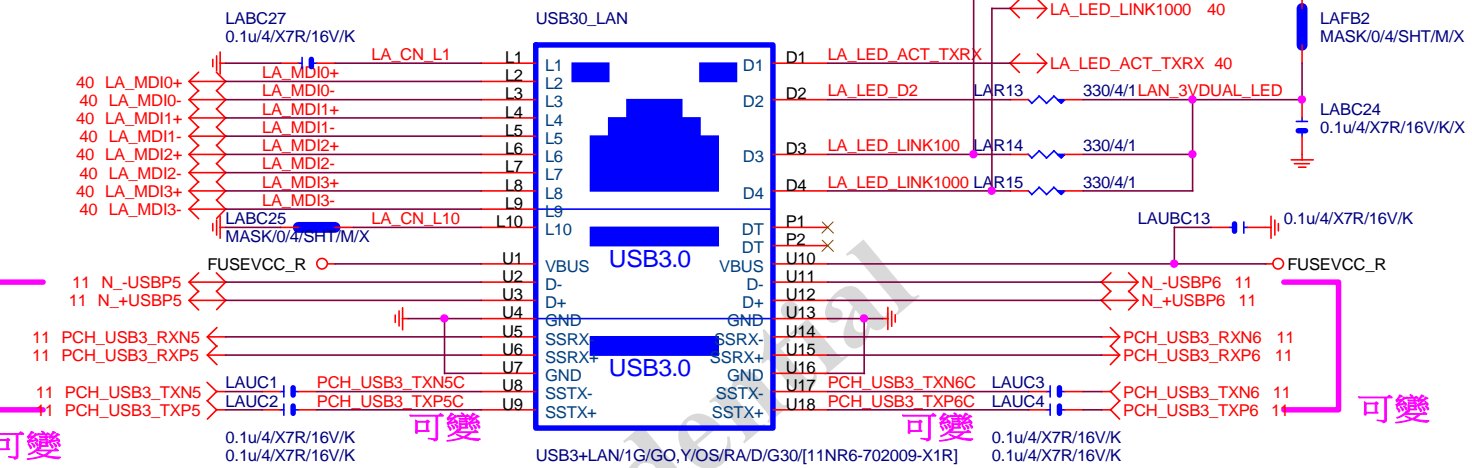 LABC27
0.1u/4/X7R/16V/K
USB30_LAN
LA_LED_LINK1000 40
LAFB2
MASK/0/4/SHT/M/X
LA_CN_L1 L1 L1 D1 D1 LA_LED_ACT_TXRX LA_LED_ACT_TXRX 40
40 LA_MDI0+ LA_MDI0+ L2 L2
40 LA_MDI0- LA_MDI0- L3 L3 D2 D2 LA_LED_D2 LAR13 330/4/1 LAN_3VDUAL_LED
40 LA_MDI1+ LA_MDI1+ L4 L4
LABC24
0.1u/4/X7R/16V/K/X
40 LA_MDI1- LA_MDI1- L5 L5
40 LA_MDI2+ LA_MDI2+ L6 L6 D3 D3 LA_LED_LINK100 LAR14 330/4/1
40 LA_MDI2- LA_MDI2- L7 L7
40 LA_MDI3+ LA_MDI3+ L8 L8 D4 D4 LA_LED_LINK1000 LAR15 330/4/1
40 LA_MDI3- LA_MDI3- L9 L9
LABC25 LA_CN_L10 L10 L10 DT P1
MASK/0/4/SHT/M/X
DT P2
LAUBC13 0.1u/4/X7R/16V/K
FUSEVCC_R U1 VBUS USB3.0 VBUS U10 FUSEVCC_R
11 N_-USBP5 U2 D- D- U11 N_-USBP6 11
11 N_+USBP5 U3 D+ D+ U12 N_+USBP6 11
U4 GND GND U13
11 PCH_USB3_RXN5 U5 SSRX- SSRX- U14 PCH_USB3_RXN6 11
11 PCH_USB3_RXP5 U6 SSRX+ SSRX+ U15 PCH_USB3_RXP6 11
U7 GND USB3.0 GND U16
11 PCH_USB3_TXN5 LAUC1 PCH_USB3_TXN5C U8 SSTX- SSTX- U17 PCH_USB3_TXN6C LAUC3 PCH_USB3_TXN6 11
11 PCH_USB3_TXP5 LAUC2 PCH_USB3_TXP5C U9 SSTX+ SSTX+ U18 PCH_USB3_TXP6C LAUC4 PCH_USB3_TXP6 11
可變 可變 可變 可變
0.1u/4/X7R/16V/K
0.1u/4/X7R/16V/K
USB3+LAN/1G/GO,Y/OS/RA/D/G30/[11NR6-702009-X1R]
0.1u/4/X7R/16V/K
0.1u/4/X7R/16V/K